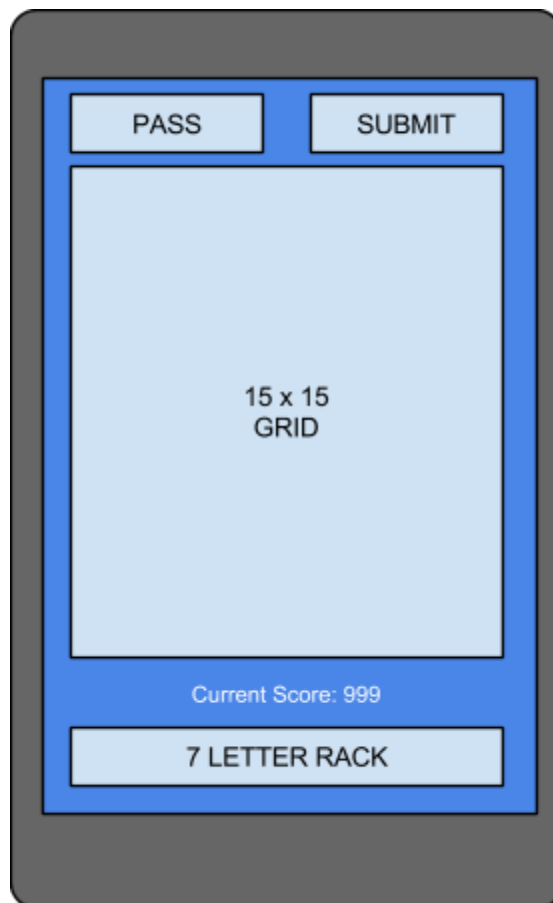 PASS
SUBMIT
15 x 15
GRID
Current Score: 999
7 LETTER RACK